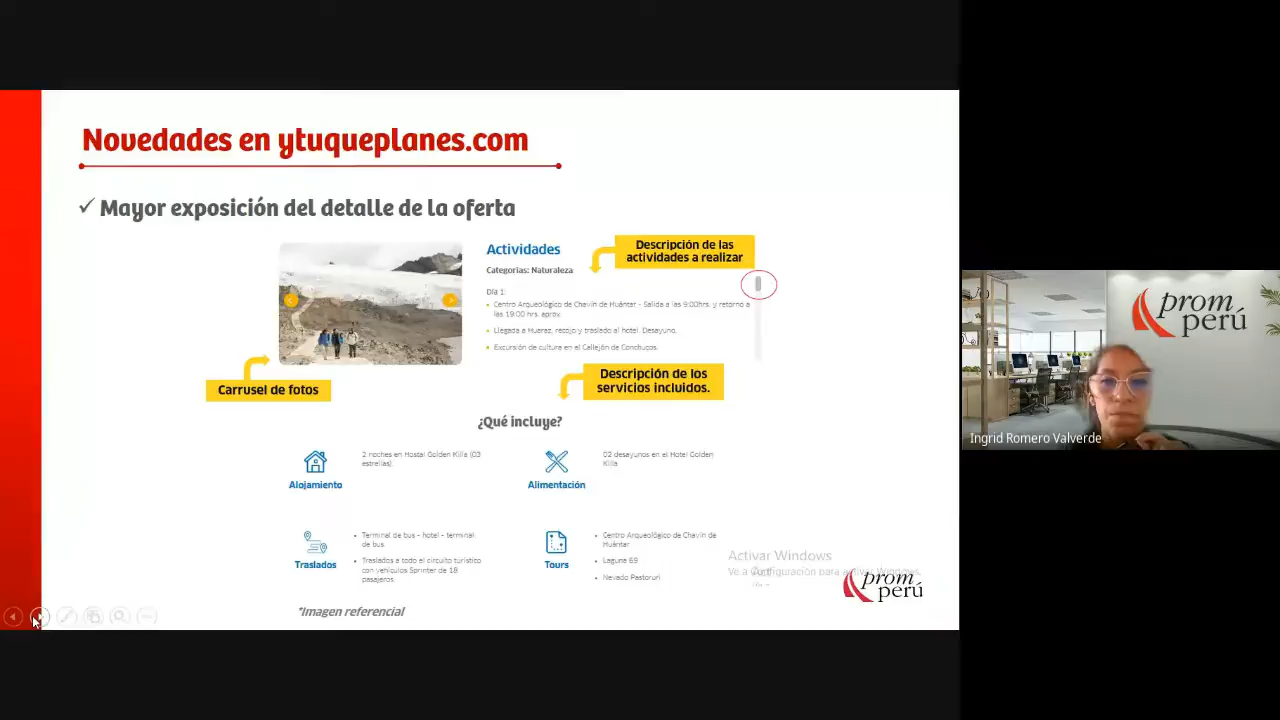 Novedades en ytuqueplanes.com
✓ Mayor exposición del detalle de la oferta
Actividades
Descripción de las
actividades a realizar
Categorías: Naturaleza
Día 1:
Centro Arqueológico de Chavín de Huántar - Salida a las 9:00hrs. y retorno a
las 19:00 hrs. aprox.
Llegada a Huaraz, recojo y traslado al hotel. Desayuno.
Excursión de cultura en el Callejón de Conchucos.
Carrusel de fotos
Descripción de los
servicios incluidos.
¿Qué incluye?
Alojamiento
2 noches en Hostal Golden Killa (03
estrellas)
Alimentación
02 desayunos en el Hotel Golden
Killa
Traslados
Terminal de bus - hotel - terminal
de bus.
Traslados a todo el circuito turístico
con vehículos Sprinter de 18
pasajeros
Tours
Centro Arqueológico de Chavín de
Huántar
Laguna 69
Nevado Pastoruri
*Imagen referencial
Activar Windows
Ve a Configuración para activar Windows.
prom
perú
prom
perú
Ingrid Romero Valverde